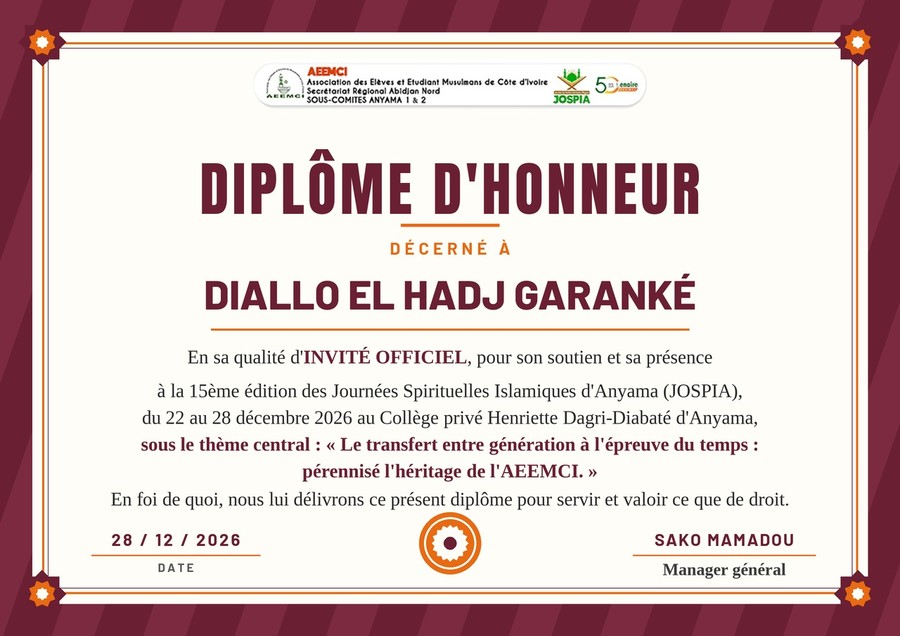 AEEMCI
Association des Elèves et Etudiant Musulmans de Côte d'Ivoire
Secrétariat Régional Abidjan Nord
SOUS-COMITES ANYAMA 1 & 2
AEEMCI
JOSPIA
DIPLÔME D'HONNEUR
DÉCERNÉ À
DIALLO EL HADJ GARANKÉ
En sa qualité d'INVITÉ OFFICIEL, pour son soutien et sa présence
à la 15ème édition des Journées Spirituelles Islamiques d'Anyama (JOSPIA),
du 22 au 28 décembre 2026 au Collège privé Henriette Dagri-Diabaté d'Anyama,
sous le thème central : « Le transfert entre génération à l'épreuve du temps :
pérennisé l'héritage de l'AEEMCI. »
En foi de quoi, nous lui délivrons ce présent diplôme pour servir et valoir ce que de droit.
28 / 12 / 2026
DATE
SAKO MAMADOU
Manager général